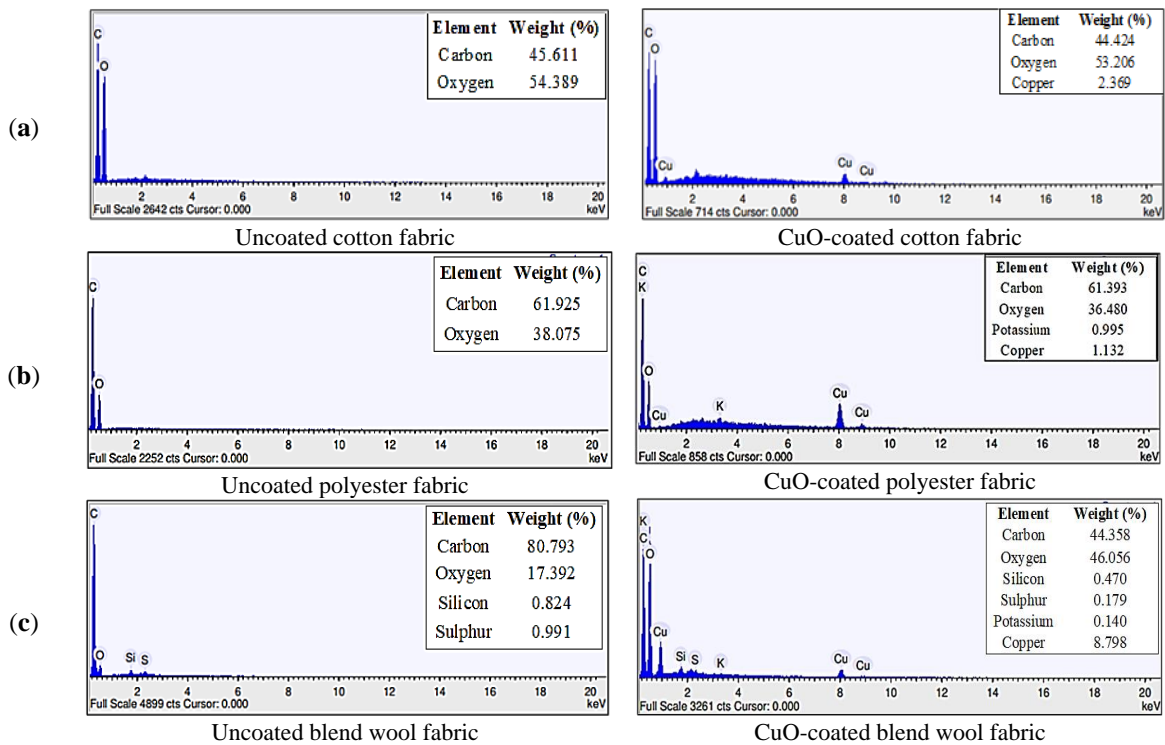 (a)
C
O
Element Weight (%)
Carbon 45.611
Oxygen 54.389
2 4 6 8 10 12 14 16 18 20
Full Scale 2642 cts Cursor: 0.000 keV
Uncoated cotton fabric
C
O
Cu
Cu
Cu
Element Weight (%)
Carbon 44.424
Oxygen 53.206
Copper 2.369
2 4 6 8 10 12 14 16 18 20
Full Scale 714 cts Cursor: 0.000 keV
CuO-coated cotton fabric
(b)
C
O
Element Weight (%)
Carbon 61.925
Oxygen 38.075
2 4 6 8 10 12 14 16 18 20
Full Scale 2252 cts Cursor: 0.000 keV
Uncoated polyester fabric
C
K
O
Cu
K
Cu
Cu
Element Weight (%)
Carbon 61.393
Oxygen 36.480
Potassium 0.995
Copper 1.132
2 4 6 8 10 12 14 16 18 20
Full Scale 858 cts Cursor: 0.000 keV
CuO-coated polyester fabric
(c)
C
O
Si S
Element Weight (%)
Carbon 80.793
Oxygen 17.392
Silicon 0.824
Sulphur 0.991
2 4 6 8 10 12 14 16 18 20
Full Scale 4899 cts Cursor: 0.000 keV
Uncoated blend wool fabric
K
C
O
Cu
Si S K
Cu
Cu
Element Weight (%)
Carbon 44.358
Oxygen 46.056
Silicon 0.470
Sulphur 0.179
Potassium 0.140
Copper 8.798
2 4 6 8 10 12 14 16 18 20
Full Scale 3261 cts Cursor: 0.000 keV
CuO-coated blend wool fabric